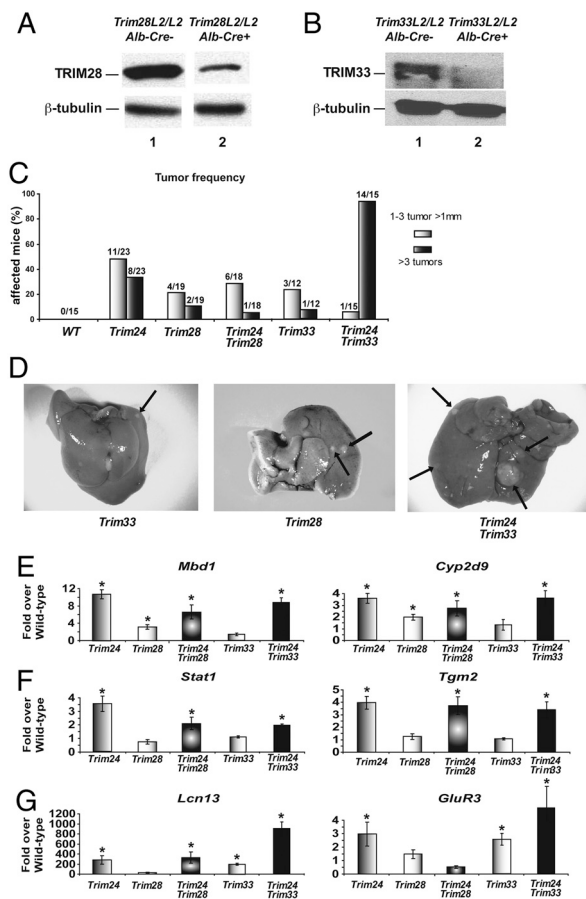 A
Trim28L2/L2 Trim28L2/L2
Alb-Cre- Alb-Cre+
TRIM28
β-tubulin
1 2
B
Trim33L2/L2 Trim33L2/L2
Alb-Cre- Alb-Cre+
TRIM33
β-tubulin
1 2
C
Tumor frequency
affected mice (%)
100
80
60
40
20
0
0/15
11/23
8/23
4/19
2/19
6/18
1/18
3/12
1/12
1/15
14/15
1-3 tumor >1mm
>3 tumors
WT Trim24 Trim28 Trim24 Trim33 Trim24
Trim28 Trim33
D
Trim33 Trim28 Trim24
Trim33
E
Mbd1
Fold over
Wild-type
12
8
4
0
* * * *
Trim24 Trim28 Trim24 Trim33 Trim24
Trim28 Trim33
Cyp2d9
4
3
2
1
0
* * * *
Trim24 Trim28 Trim24 Trim33 Trim24
Trim28 Trim33
F
Stat1
Fold over
Wild-type
4
2
0
* * *
Trim24 Trim28 Trim24 Trim33 Trim24
Trim28 Trim33
Tgm2
5
4
3
2
1
0
* * *
Trim24 Trim28 Trim24 Trim33 Trim24
Trim28 Trim33
G
Lcn13
Fold over
Wild-type
1200
1000
800
600
400
200
0
* * * *
Trim24 Trim28 Trim24 Trim33 Trim24
Trim28 Trim33
GluR3
4
3
2
1
0
* * *
Trim24 Trim28 Trim24 Trim33 Trim24
Trim28 Trim33